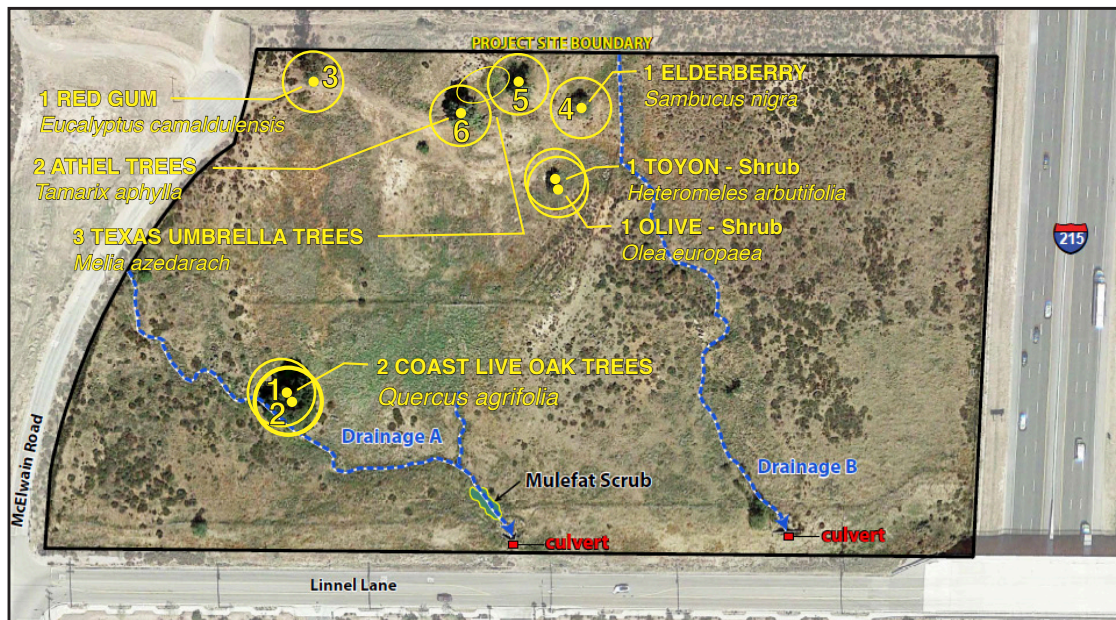 PROJECT SITE BOUNDARY
3
5
4
6
1 RED GUM
Eucalyptus camaldulensis
1 ELDERBERRY
Sambucus nigra
2 ATHEL TREES
Tamarix aphylla
1 TOYON - Shrub
Heteromeles arbutifolia
3 TEXAS UMBRELLA TREES
Melia azedarach
1 OLIVE - Shrub
Olea europaea
215
1
2
2 COAST LIVE OAK TREES
Quercus agrifolia
Drainage A
Drainage B
Mulefat Scrub
McElwain Road
culvert
culvert
Linnel Lane